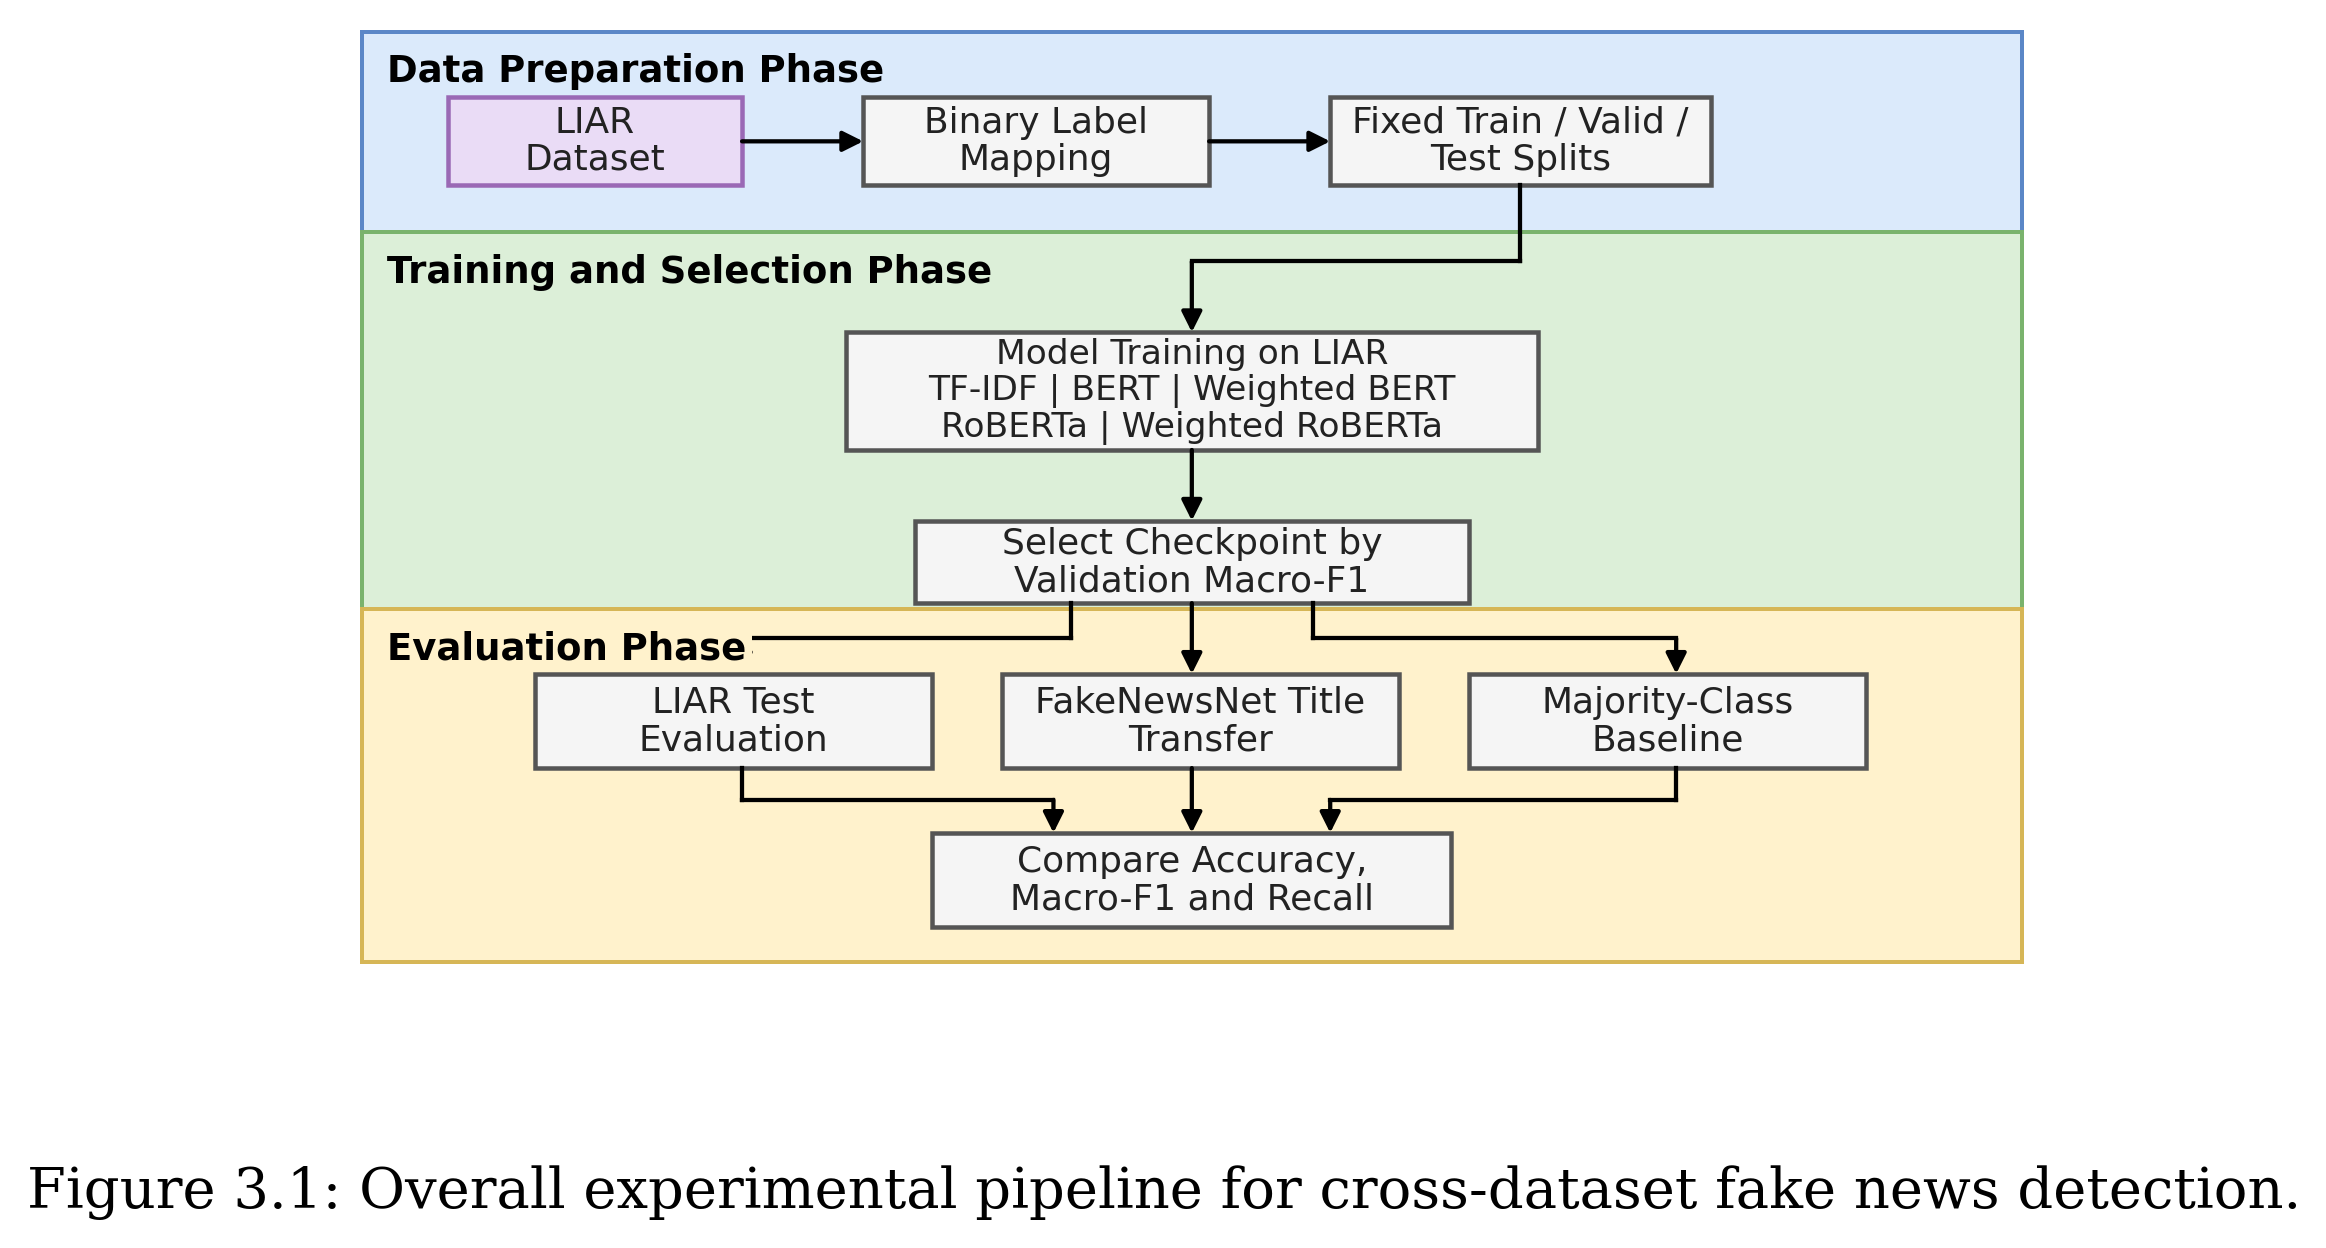 Data Preparation Phase
LIAR
Dataset
Binary Label
Mapping
Fixed Train / Valid /
Test Splits
Training and Selection Phase
Model Training on LIAR
TF-IDF | BERT | Weighted BERT
RoBERTa | Weighted RoBERTa
Select Checkpoint by
Validation Macro-F1
Evaluation Phase
LIAR Test
Evaluation
FakeNewsNet Title
Transfer
Majority-Class
Baseline
Compare Accuracy,
Macro-F1 and Recall
Figure 3.1: Overall experimental pipeline for cross-dataset fake news detection.